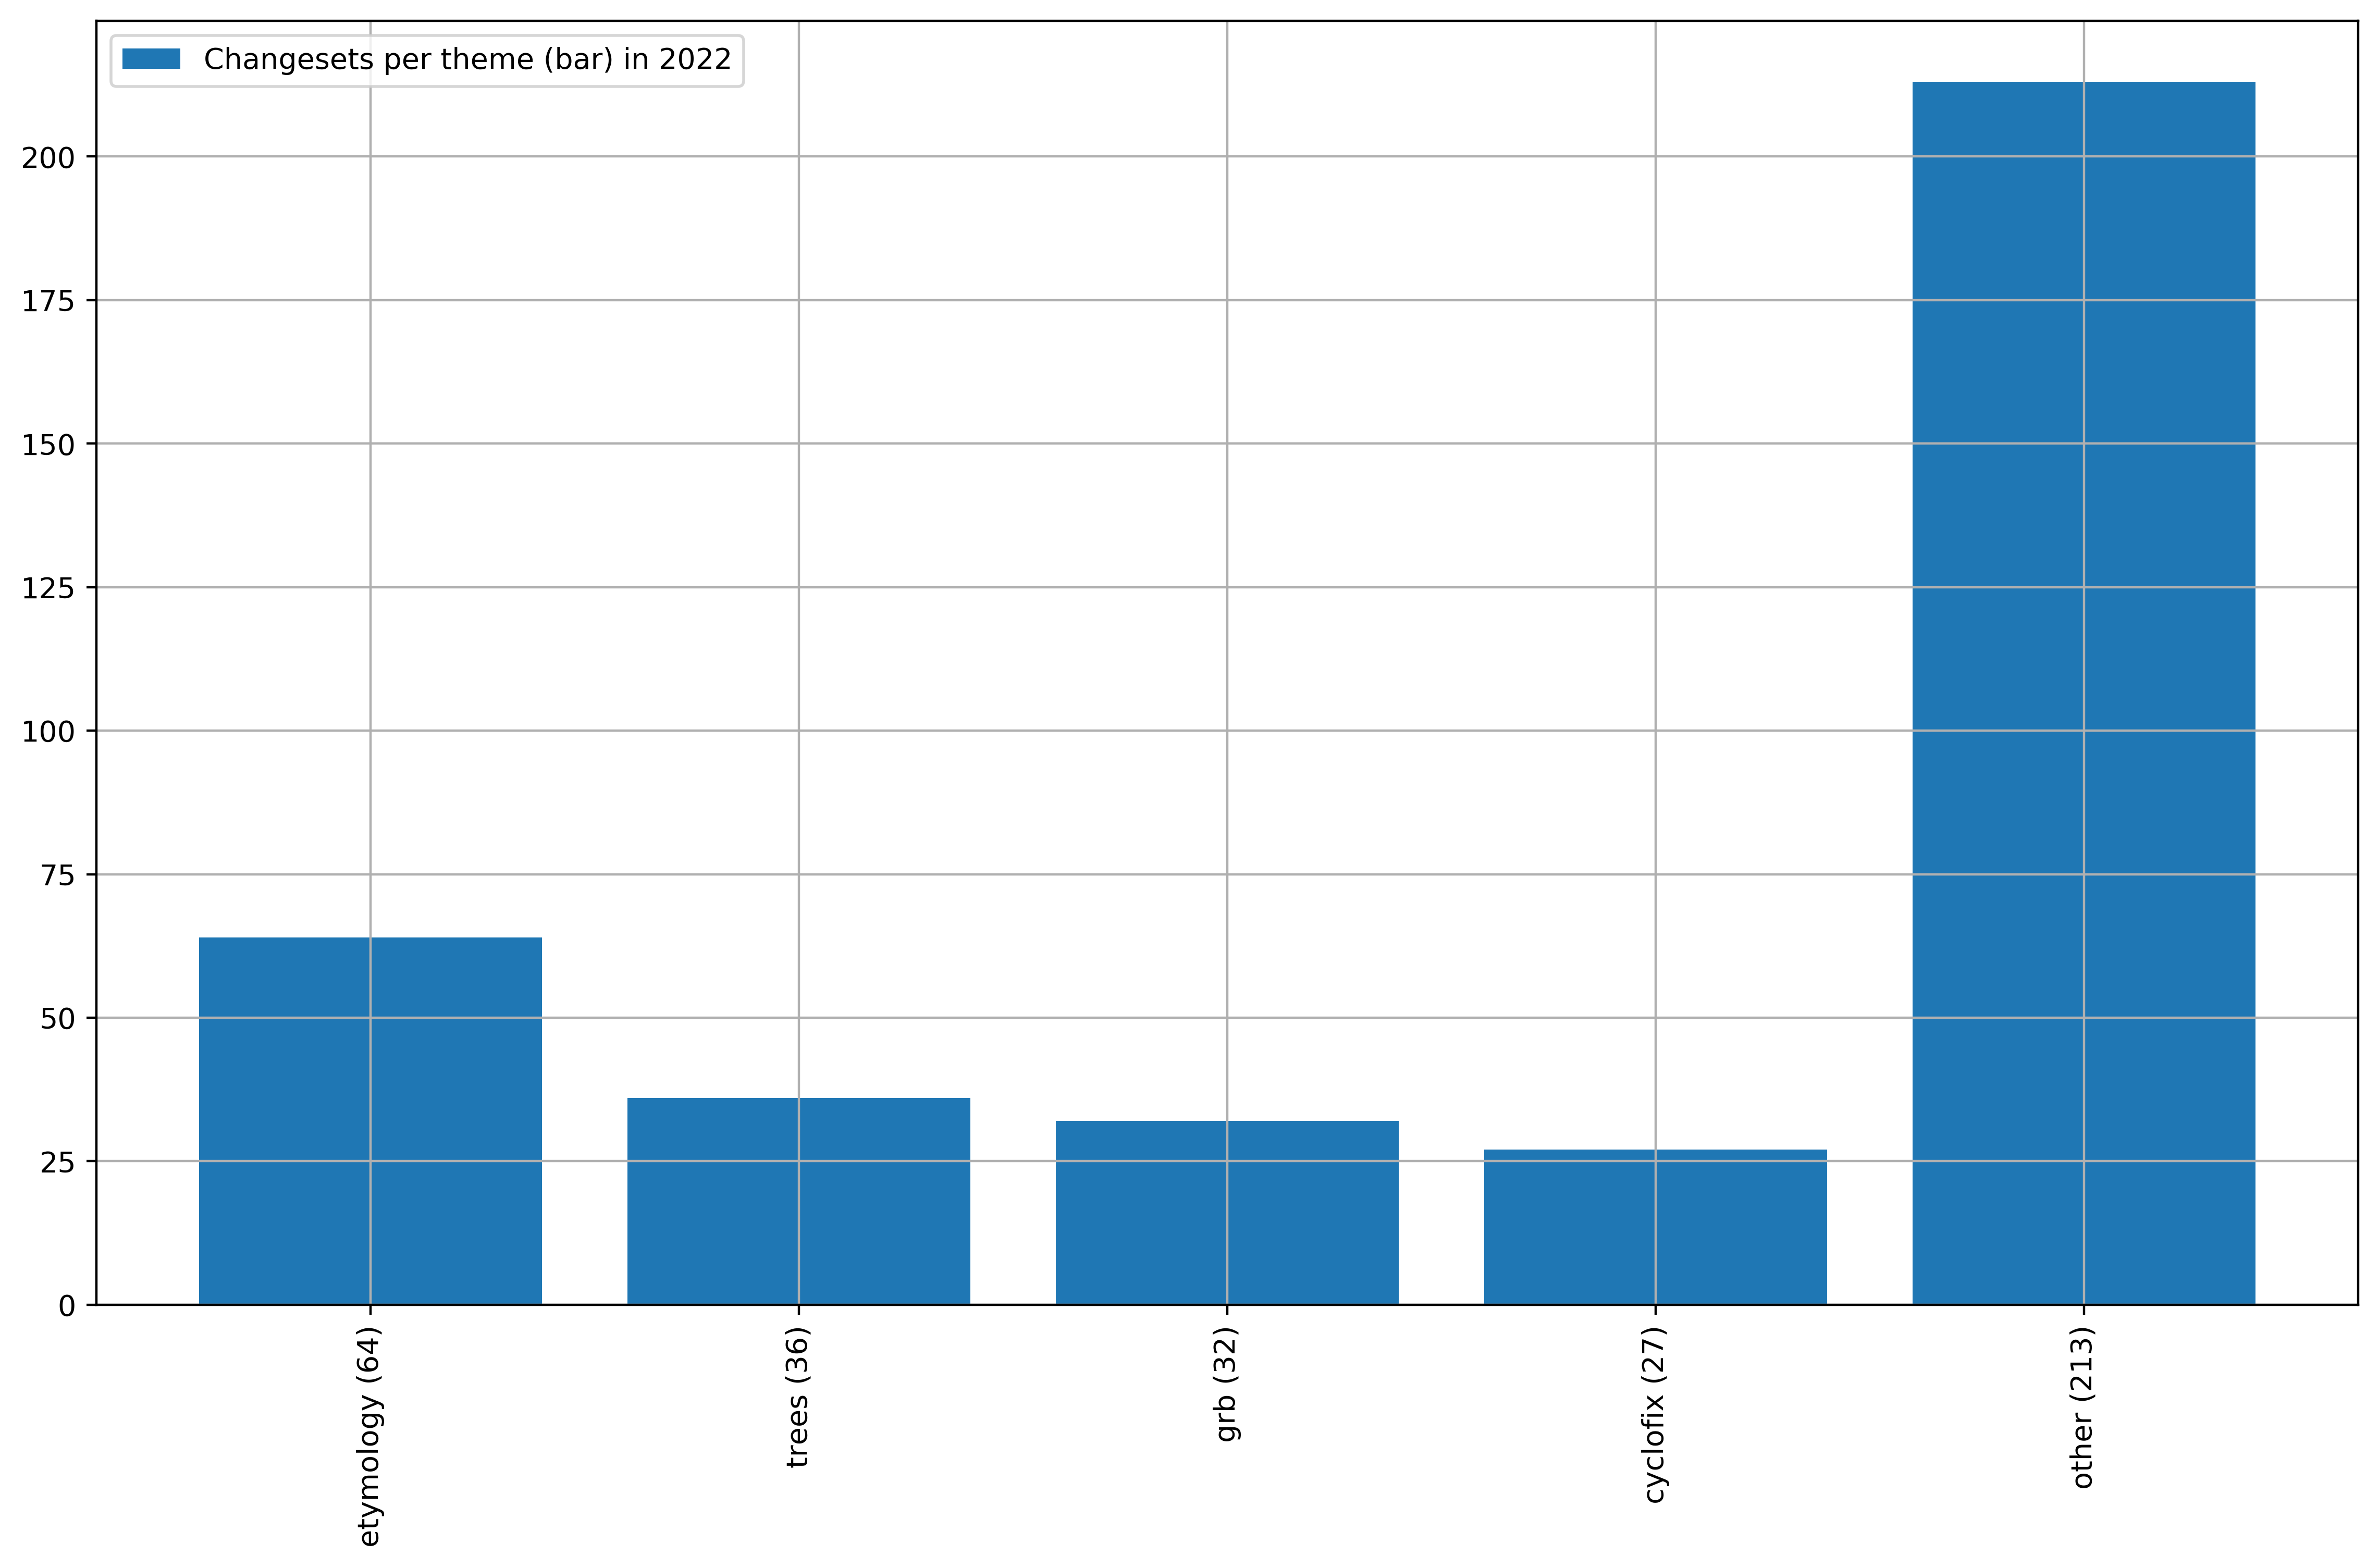 Changesets per theme (bar) in 2022
200
175
150
125
100
75
50
25
0
etymology (64)
trees (36)
grb (32)
cyclofix (27)
other (213)